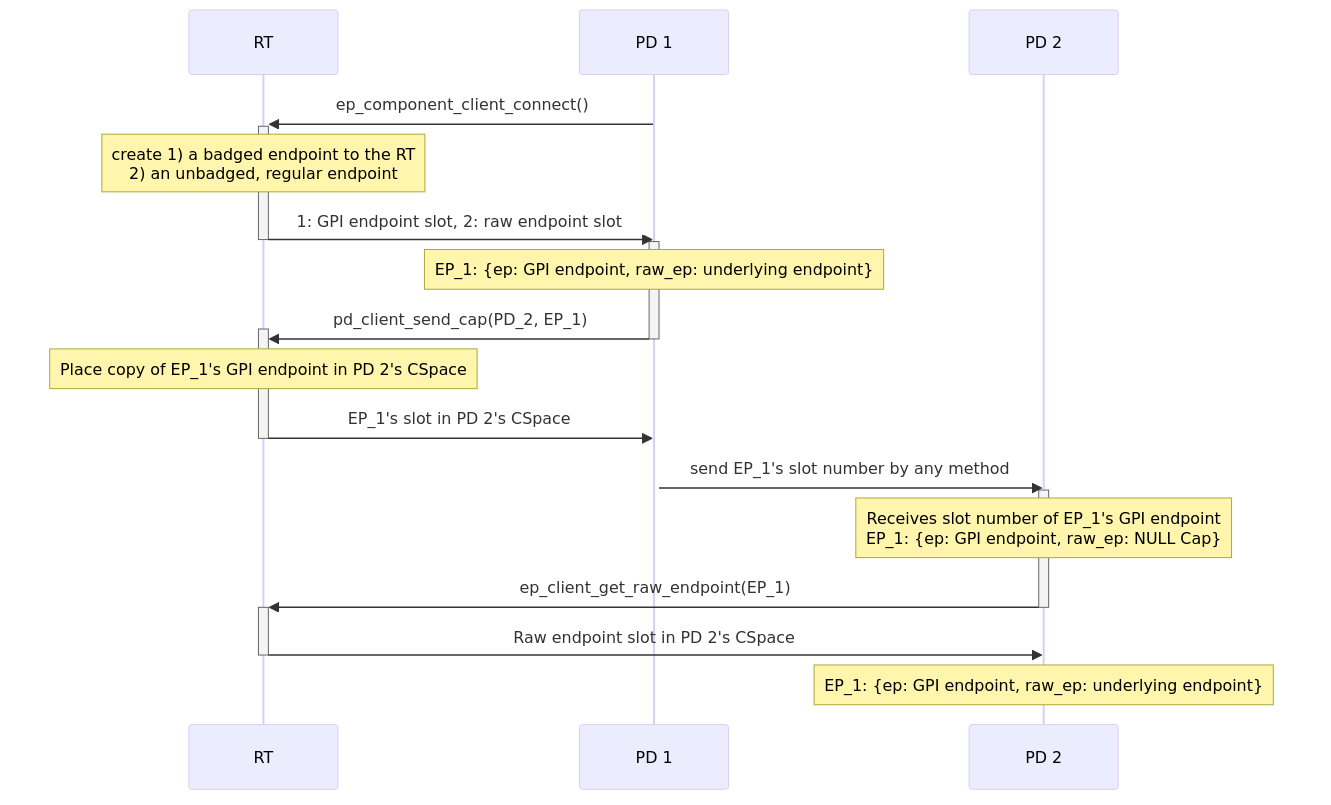 RT
PD 1
PD 2
ep_component_client_connect()
create 1) a badged endpoint to the RT
2) an unbadged, regular endpoint
1: GPI endpoint slot, 2: raw endpoint slot
EP_1: {ep: GPI endpoint, raw_ep: underlying endpoint}
pd_client_send_cap(PD_2, EP_1)
Place copy of EP_1's GPI endpoint in PD 2's CSpace
EP_1's slot in PD 2's CSpace
send EP_1's slot number by any method
Receives slot number of EP_1's GPI endpoint
EP_1: {ep: GPI endpoint, raw_ep: NULL Cap}
ep_client_get_raw_endpoint(EP_1)
Raw endpoint slot in PD 2's CSpace
EP_1: {ep: GPI endpoint, raw_ep: underlying endpoint}
RT
PD 1
PD 2